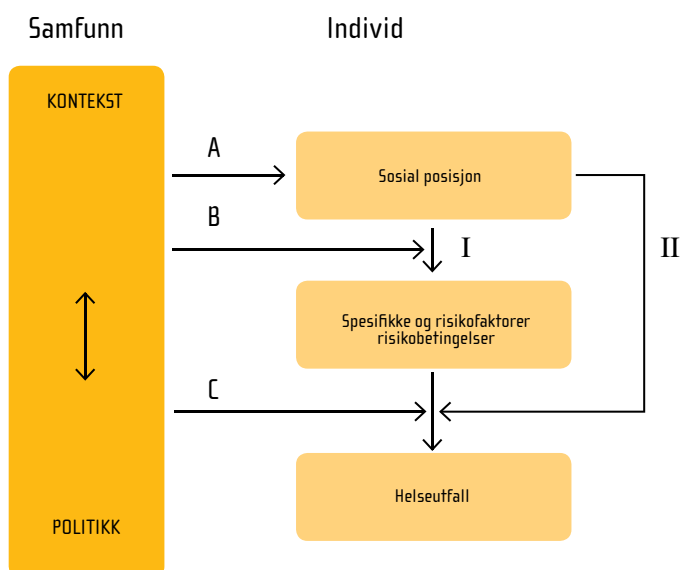 Samfunn
Individ
KONTEKST
A
Sosial posisjon
B
I
II
Spesifikke og risikofaktorer
risikobetingelser
C
Helseutfall
POLITIKK